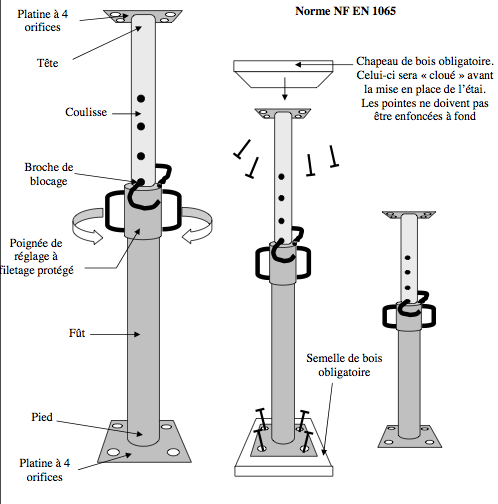 Norme NF EN 1065
Platine à 4
orifices
Tête
Coulisse
Broche de
blocage
Poignée de
réglage à
filetage protégé
Fût
Pied
Platine à 4
orifices
Chapeau de bois obligatoire.
Celui-ci sera « cloué » avant
la mise en place de l’étai.
Les pointes ne doivent pas
être enfoncées à fond
Semelle de bois
obligatoire